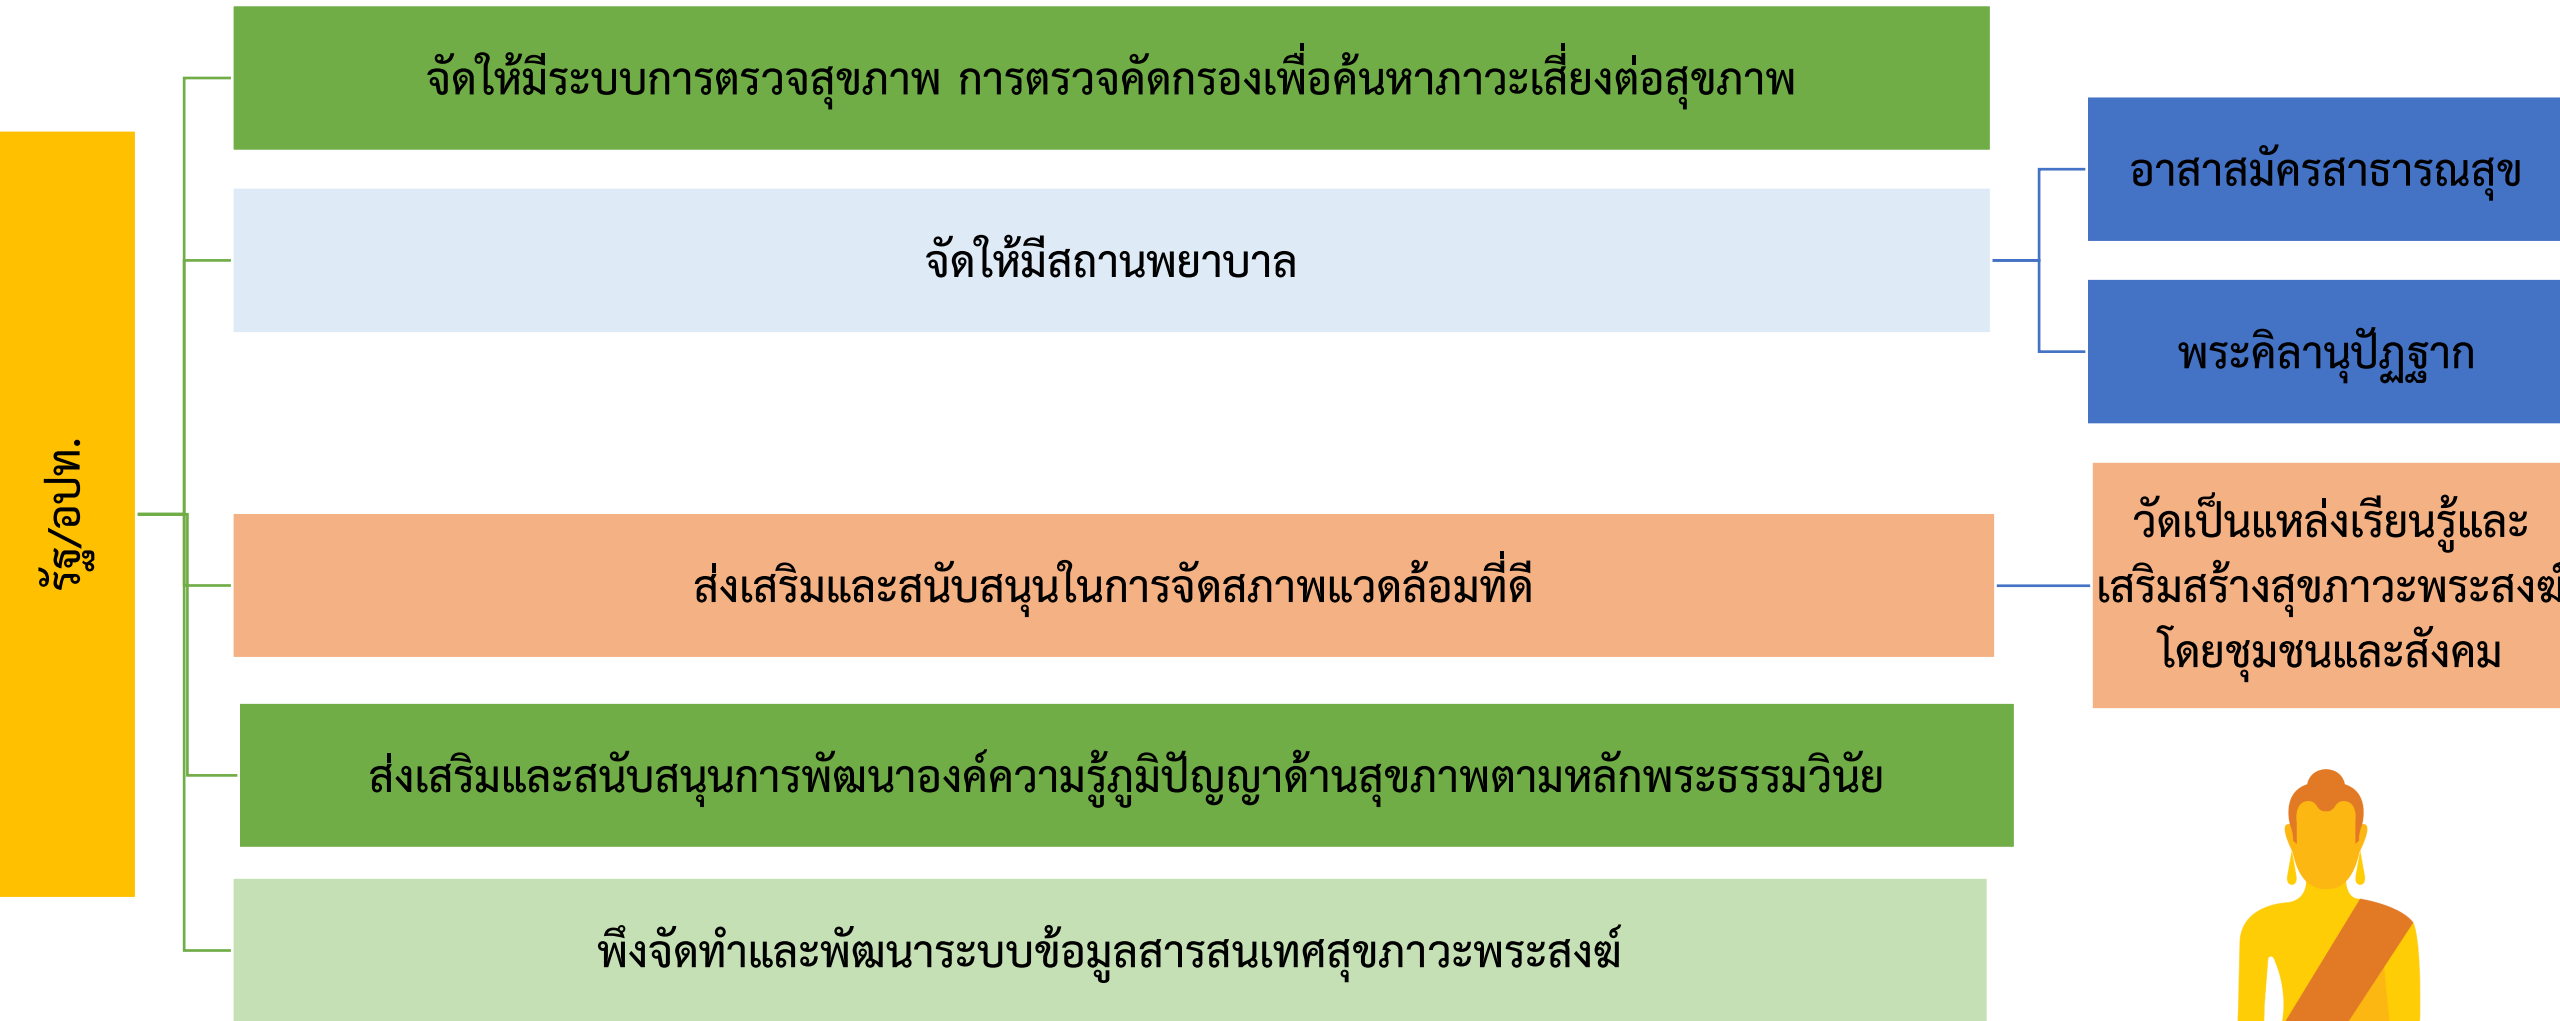 รัฐ/อปท.
จัดให้มีระบบการตรวจสุขภาพ การตรวจคัดกรองเพื่อค้นหาภาวะเสี่ยงต่อสุขภาพ
จัดให้มีสถานพยาบาล
อาสาสมัครสาธารณสุข
พระคิลานุปัฏฐาก
ส่งเสริมและสนับสนุนในการจัดสภาพแวดล้อมที่ดี
วัดเป็นแหล่งเรียนรู้และ
เสริมสร้างสุขภาวะพระสงฆ์
โดยชุมชนและสังคม
ส่งเสริมและสนับสนุนการพัฒนาองค์ความรู้ภูมิปัญญาด้านสุขภาพตามหลักพระธรรมวินัย
พึงจัดทำและพัฒนาระบบข้อมูลสารสนเทศสุขภาวะพระสงฆ์